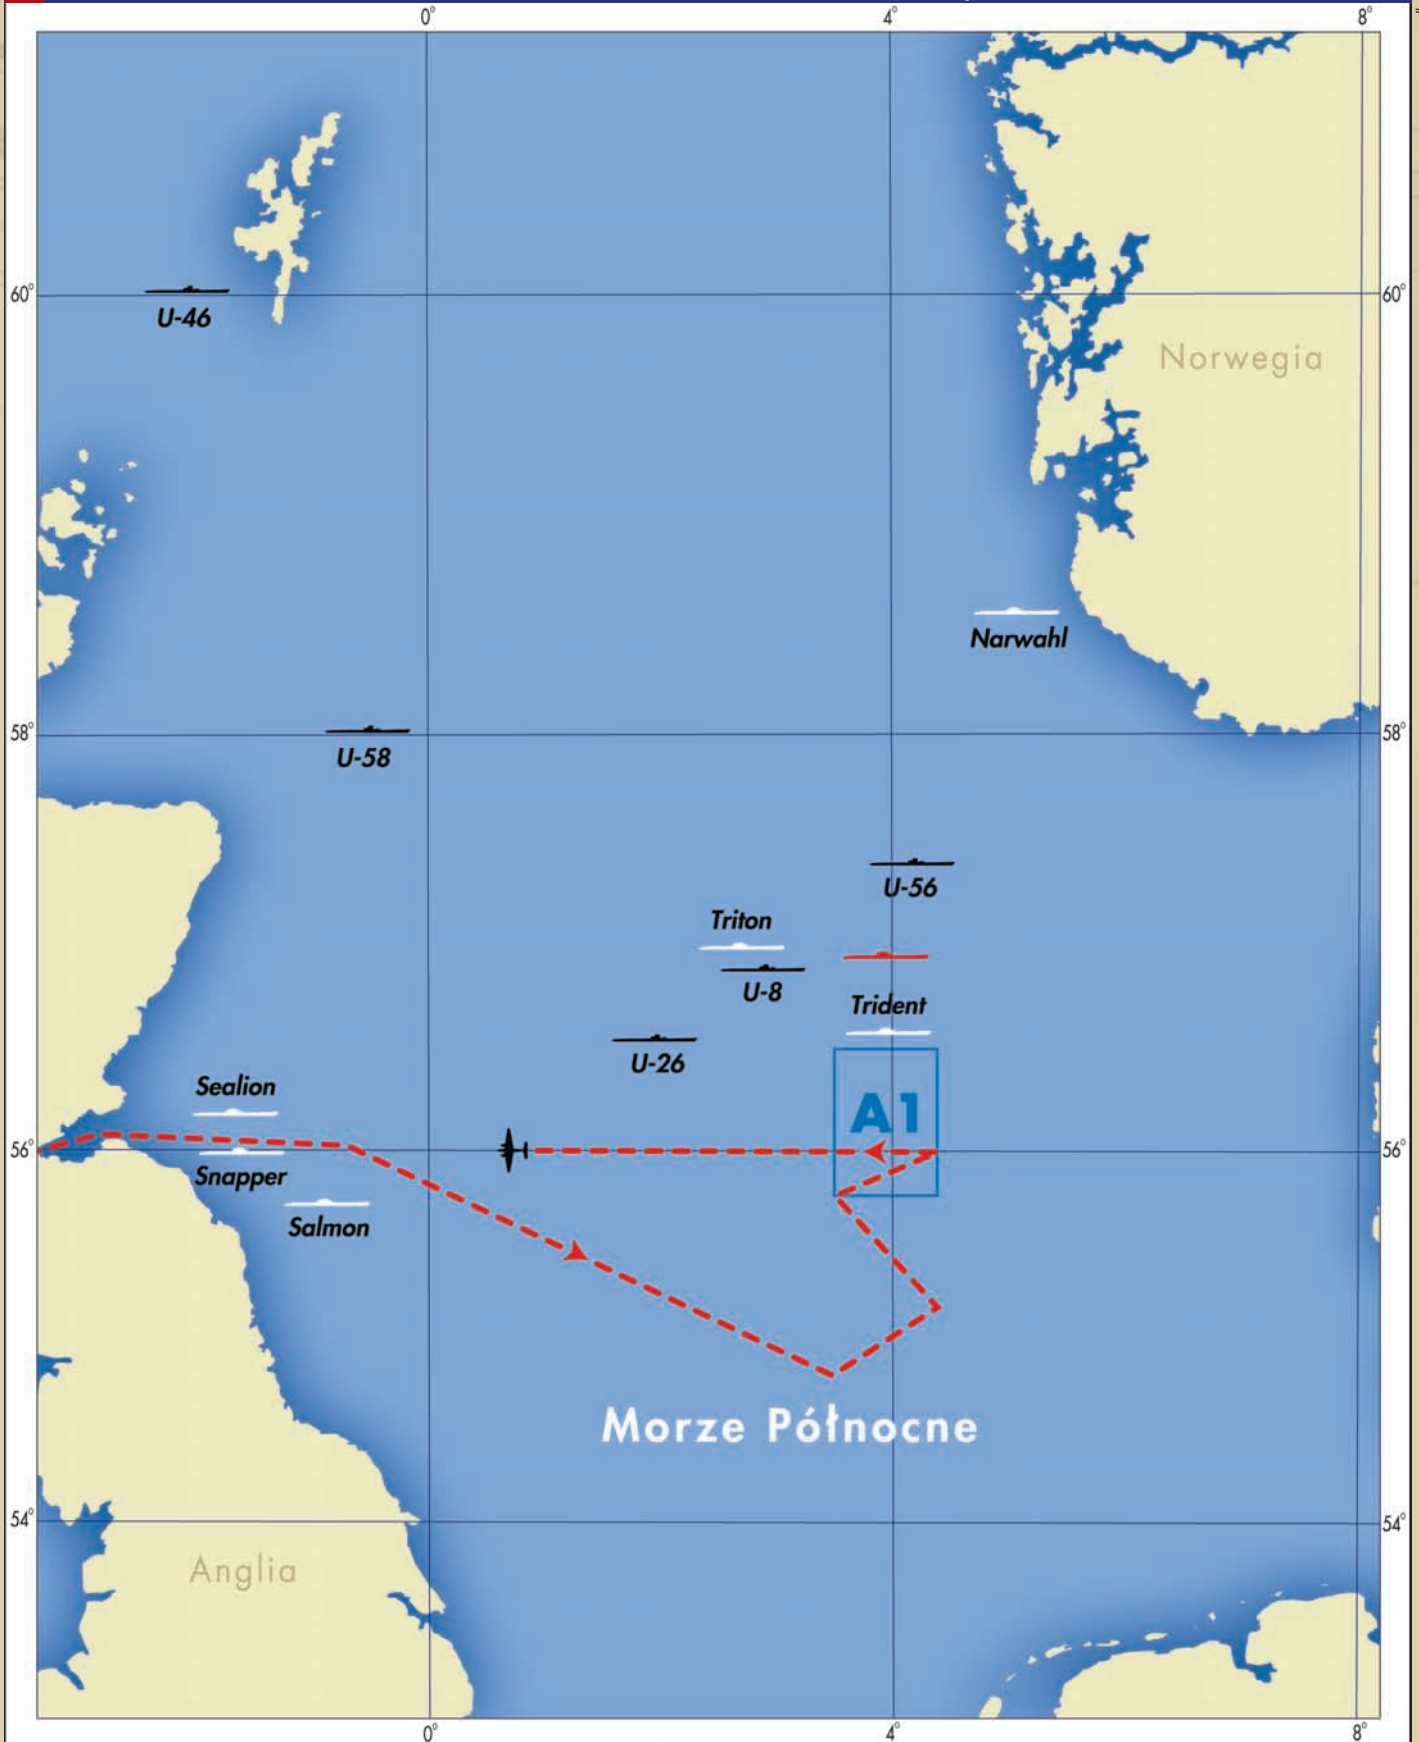 0°
4°
8°
60°
60°
U-46
Norwegia
Narwahl
58°
58°
U-58
U-56
Triton
U-8
Trident
U-26
Sealion
A1
56°
56°
Snapper
Salmon
Morze Północne
54°
54°
Anglia
0°
4°
8°